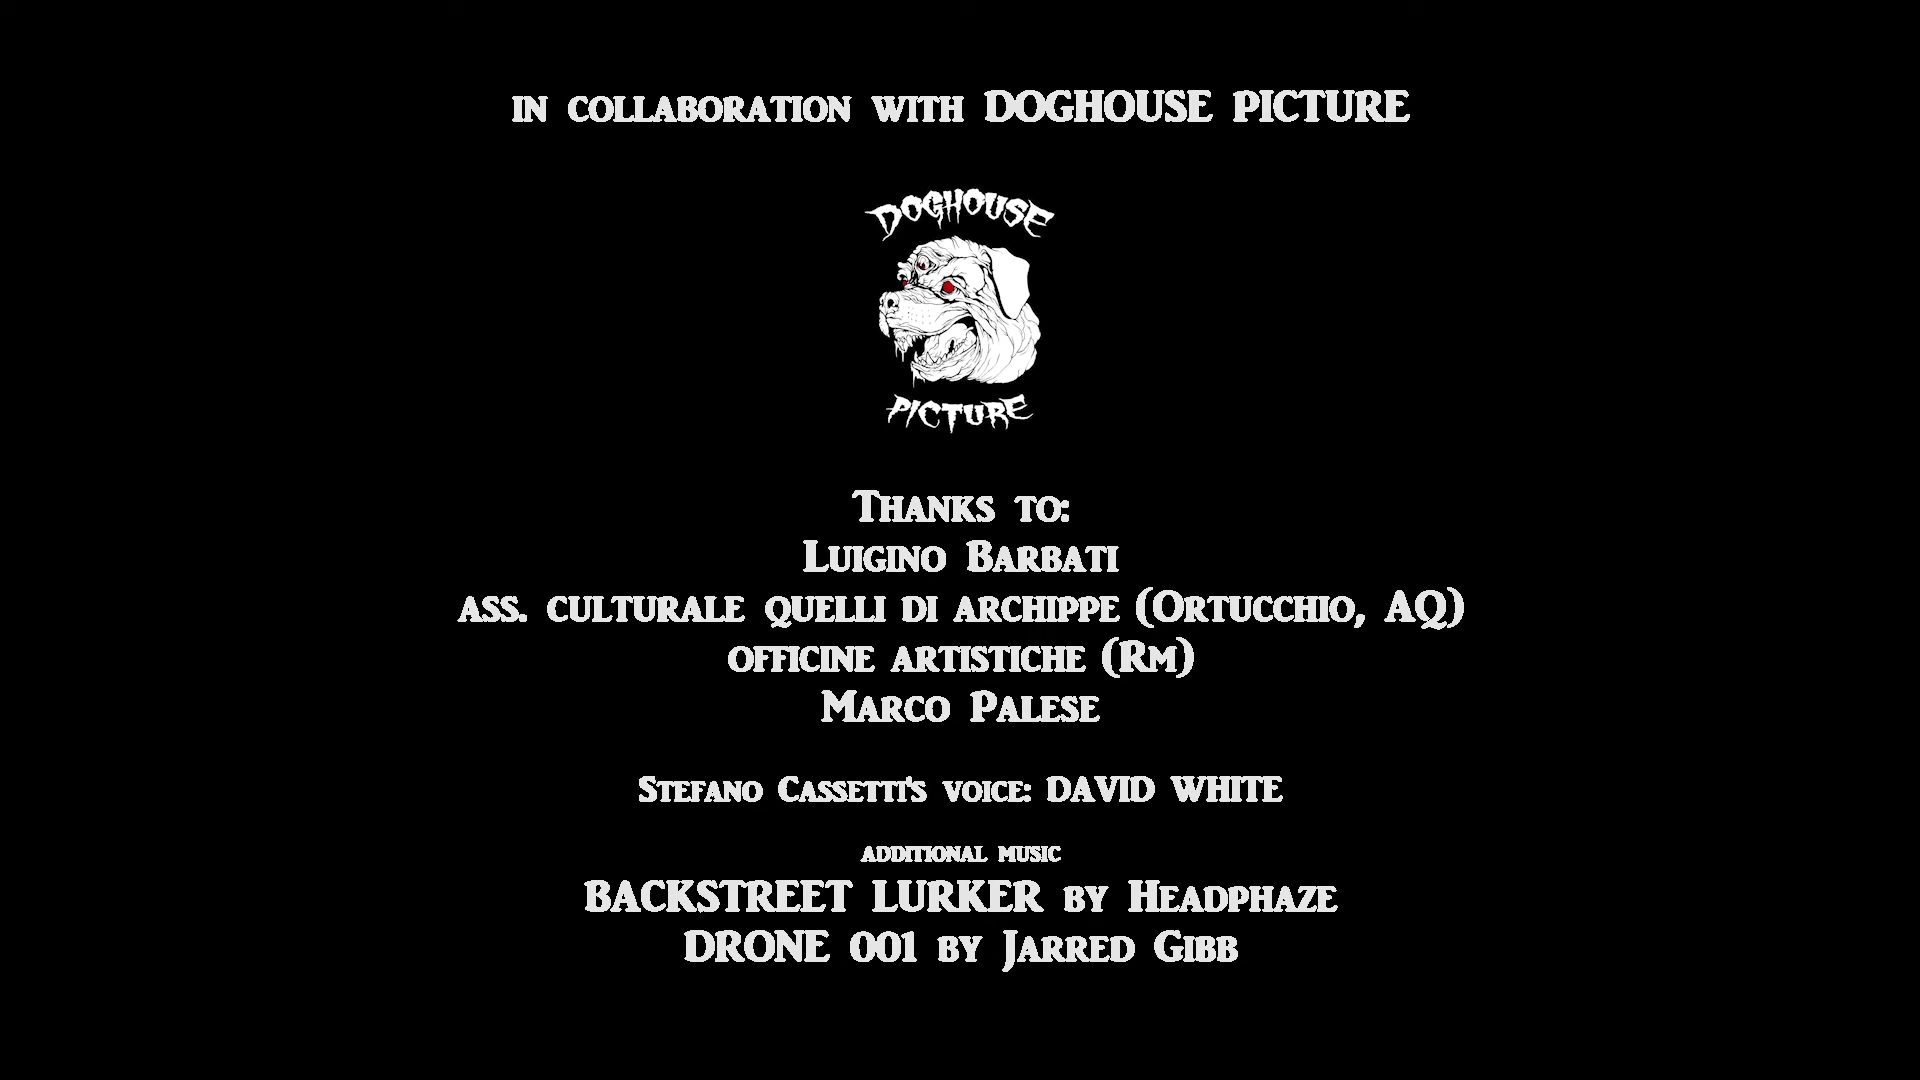 IN COLLABORATION WITH DOGHOUSE PICTURE
DOGHOUSE
PICTURE
THANKS TO:
LUIGINO BARBATI
ASS. CULTURALE QUELLI DI ARCHIPPE (ORTUCCHIO, AQ)
OFFICINE ARTISTICHE (RM)
MARCO PALESE
STEFANO CASSETTI'S VOICE: DAVID WHITE
ADDITIONAL MUSIC
BACKSTREET LURKER BY HEADPHAZE
DRONE 001 BY JARRED GIBB